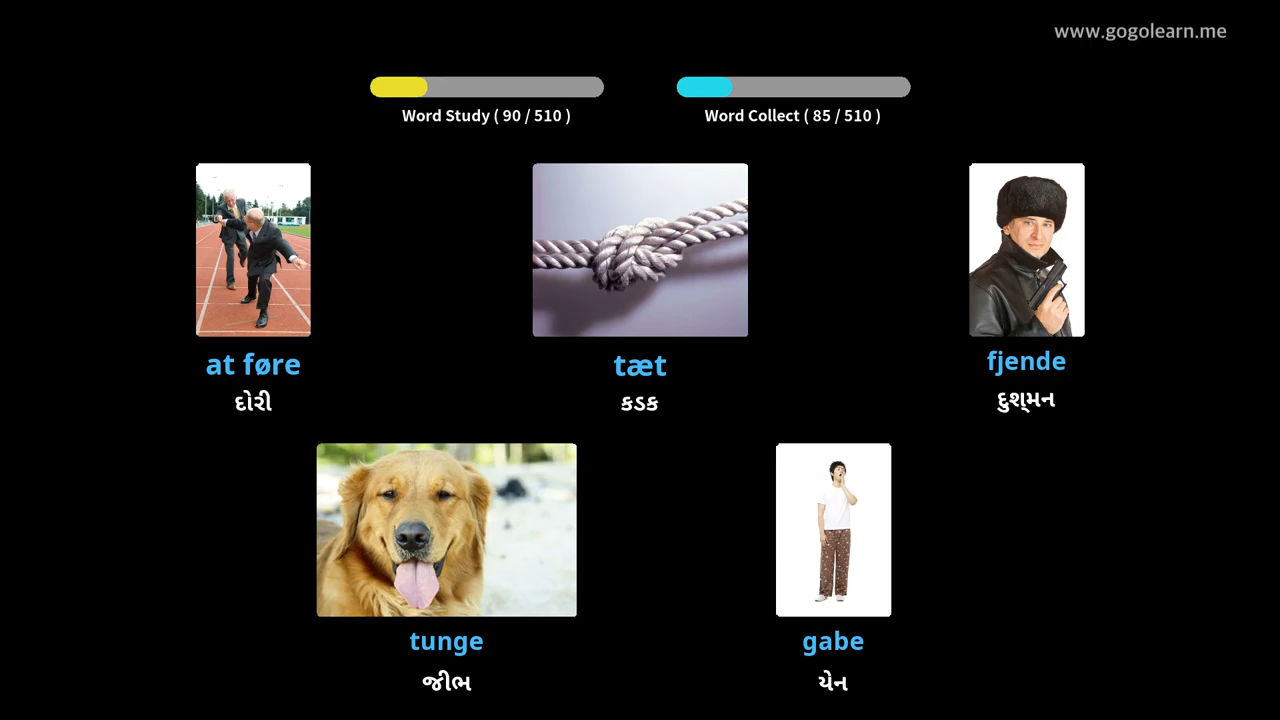 www.gogolearn.me
Word Study ( 90 / 510 )
Word Collect ( 85 / 510 )
at føre
દોરી
tæt
કડક
fjende
દુશ્મન
tunge
જીભ
gabe
યેન